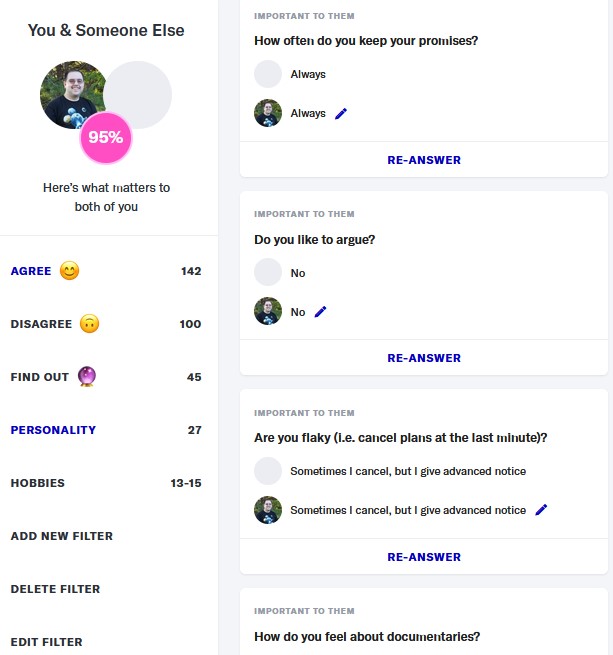 You & Someone Else
95%
Here's what matters to
both of you
AGREE 142
DISAGREE 100
FIND OUT 45
PERSONALITY 27
HOBBIES 13-15
ADD NEW FILTER
DELETE FILTER
EDIT FILTER
IMPORTANT TO THEM
How often do you keep your promises?
Always
Always
RE-ANSWER
IMPORTANT TO THEM
Do you like to argue?
No
No
RE-ANSWER
IMPORTANT TO THEM
Are you flaky (i.e. cancel plans at the last minute)?
Sometimes I cancel, but I give advanced notice
Sometimes I cancel, but I give advanced notice
RE-ANSWER
IMPORTANT TO THEM
How do you feel about documentaries?